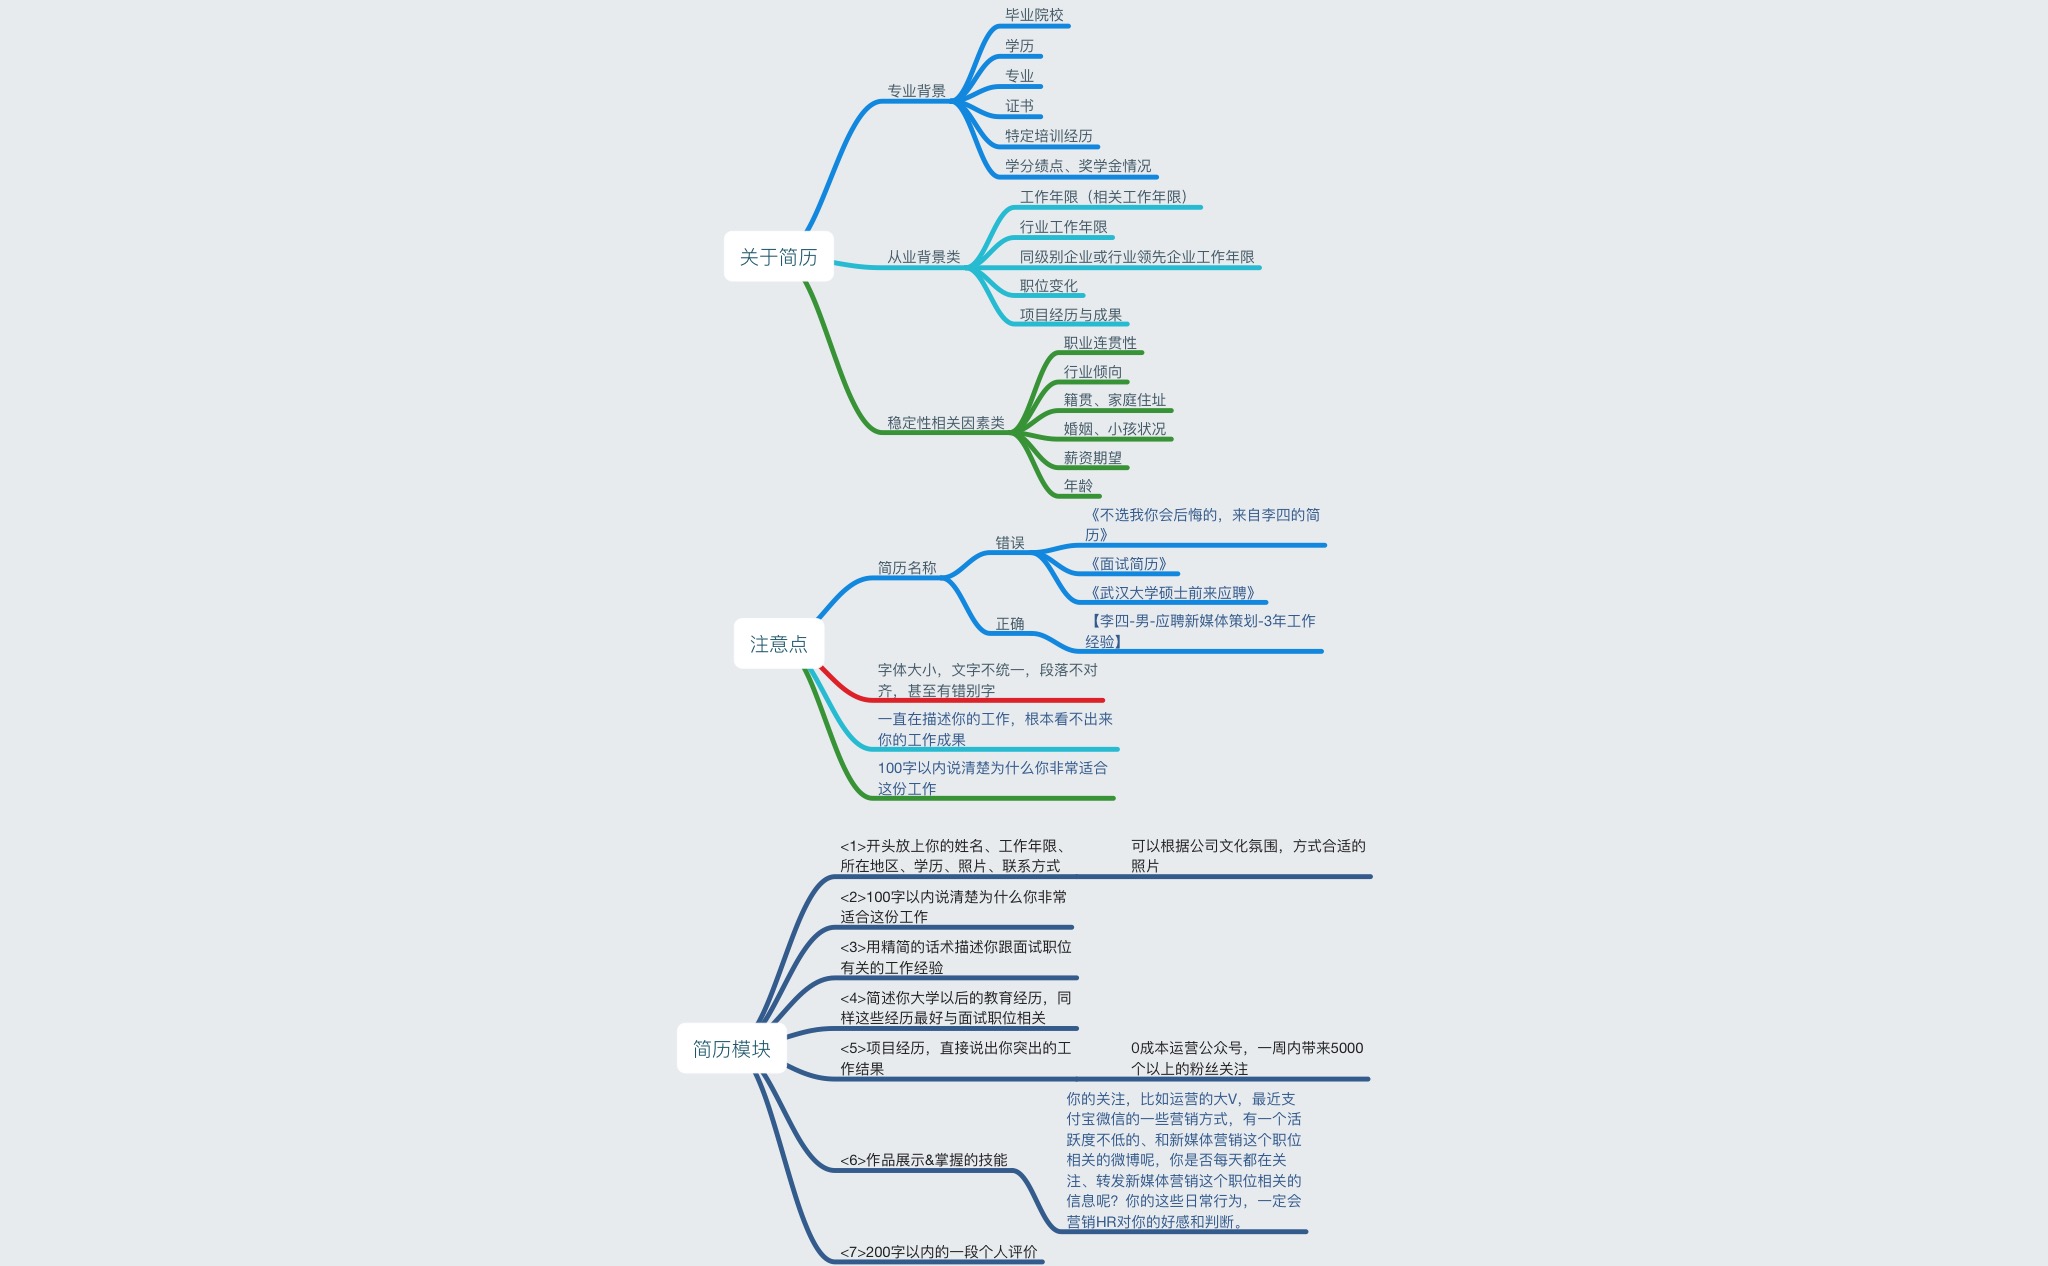 关于简历
专业背景
毕业院校
学历
专业
证书
特定培训经历
学分绩点、奖学金情况
从业背景类
工作年限（相关工作年限）
行业工作年限
同级别企业或行业领先企业工作年限
职位变化
项目经历与成果
稳定性相关因素类
职业连贯性
行业倾向
籍贯、家庭住址
婚姻、小孩状况
薪资期望
年龄
注意点
简历名称
错误
《不选我你会后悔的，来自李四的简
历》
《面试简历》
《武汉大学硕士前来应聘》
正确
【李四-男-应聘新媒体策划-3年工作
经验】
字体大小，文字不统一，段落不对
齐，甚至有错别字
一直在描述你的工作，根本看不出来
你的工作成果
100字以内说清楚为什么你非常适合
这份工作
简历模块
<1>开头放上你的姓名、工作年限、
所在地区、学历、照片、联系方式
可以根据公司文化氛围，方式合适的
照片
<2>100字以内说清楚为什么你非常
适合这份工作
<3>用精简的话术描述你跟面试职位
有关的工作经验
<4>简述你大学以后的教育经历，同
样这些经历最好与面试职位相关
<5>项目经历，直接说出你突出的工
作结果
0成本运营公众号，一周内带来5000
个以上的粉丝关注
<6>作品展示&掌握的技能
你的关注，比如运营的大V，最近支
付宝微信的一些营销方式，有一个活
跃度不低的、和新媒体营销这个职位
相关的微博呢，你是否每天都在关
注、转发新媒体营销这个职位相关的
信息呢？你的这些日常行为，一定会
营销HR对你的好感和判断。
<7>200字以内的一段个人评价